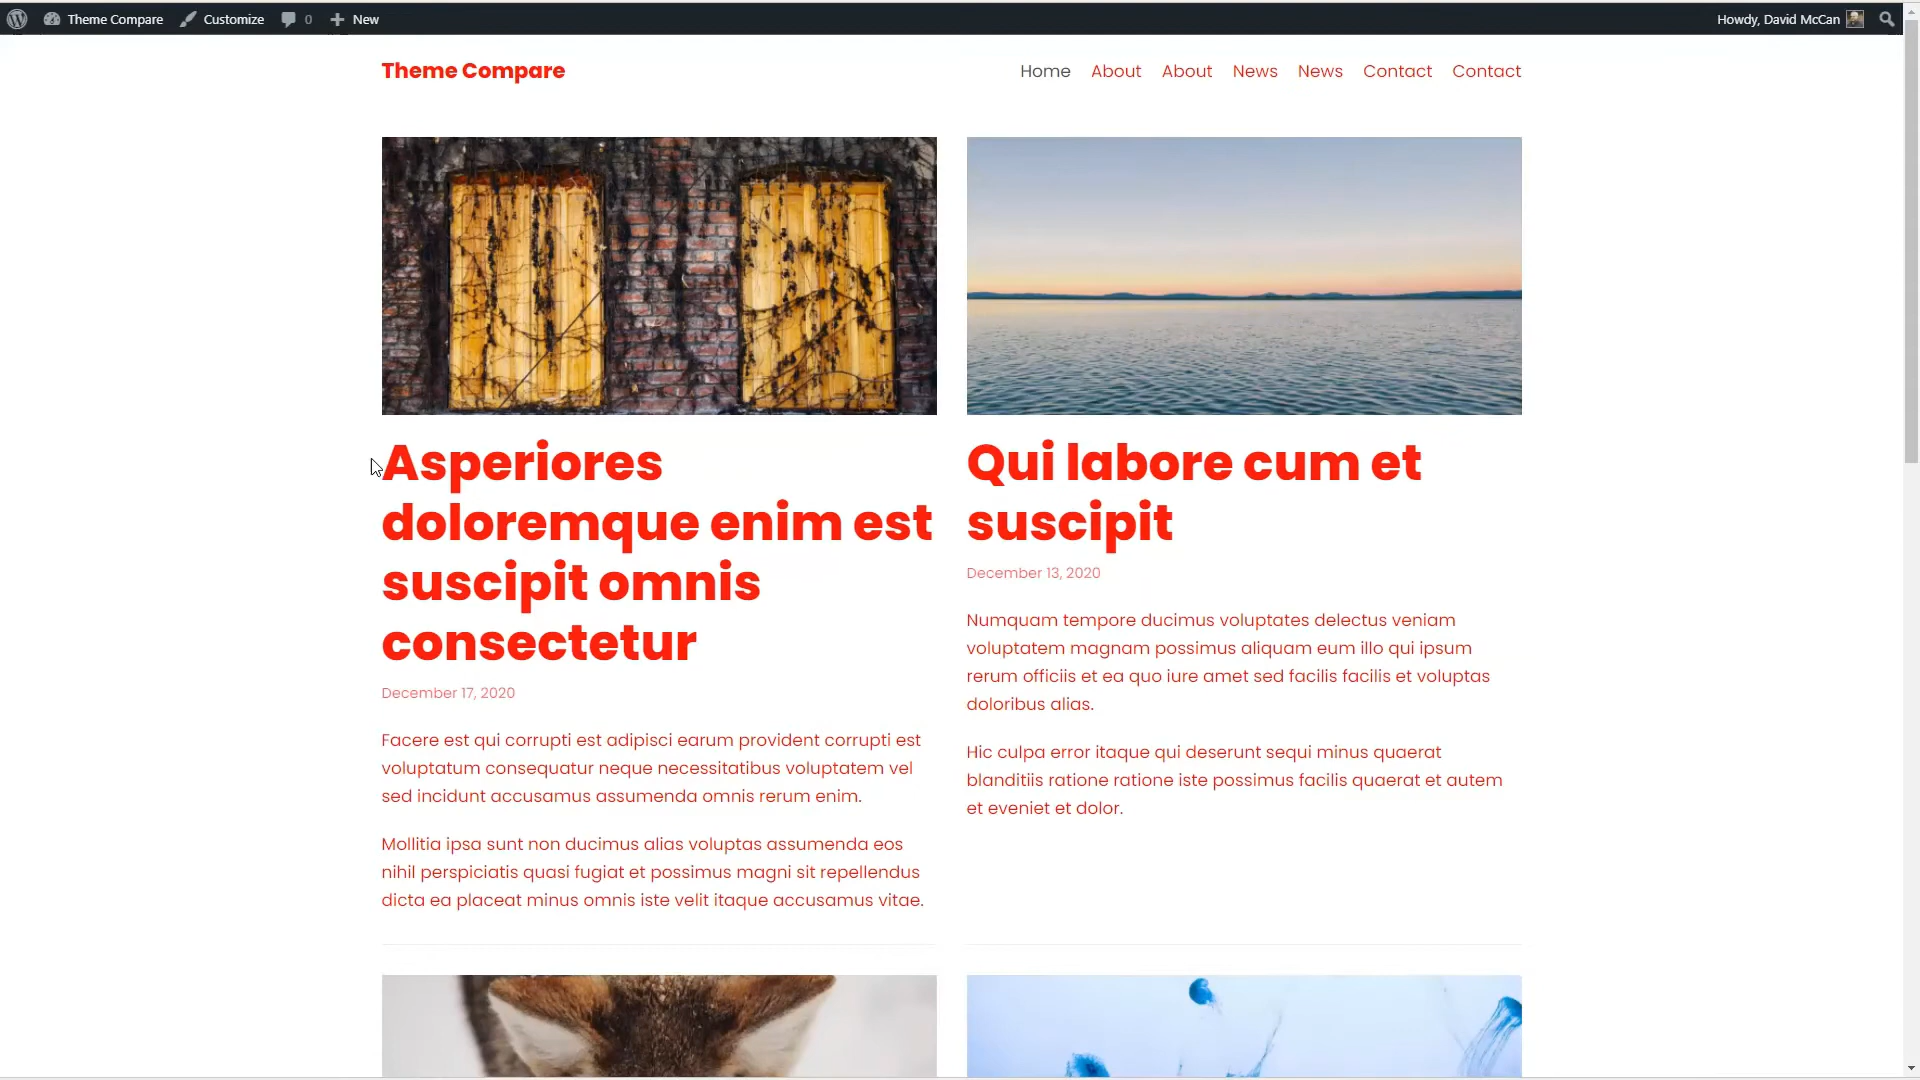 Theme Compare
Customize
0
New
Howdy, David McCan
Theme Compare
Home About About News News Contact Contact
Asperiores
doloremque enim est
suscipit omnis
consectetur
December 17, 2020
Facere est qui corrupti est adipisci earum provident corrupti est
voluptatum consequatur neque necessitatibus voluptatem vel
sed incidunt accusamus assumenda omnis rerum enim.
Mollitia ipsa sunt non ducimus alias voluptas assumenda eos
nihil perspiciatis quasi fugiat et possimus magni sit repellendus
dicta ea placeat minus omnis iste velit itaque accusamus vitae.
Qui labore cum et
suscipit
December 13, 2020
Numquam tempore ducimus voluptates delectus veniam
voluptatem magnam possimus aliquam eum illo qui ipsum
rerum officiis et ea quo iure amet sed facilis facilis et voluptas
doloribus alias.
Hic culpa error itaque qui deserunt sequi minus quaerat
blanditiis ratione ratione iste possimus facilis quaerat et autem
et eveniet et dolor.